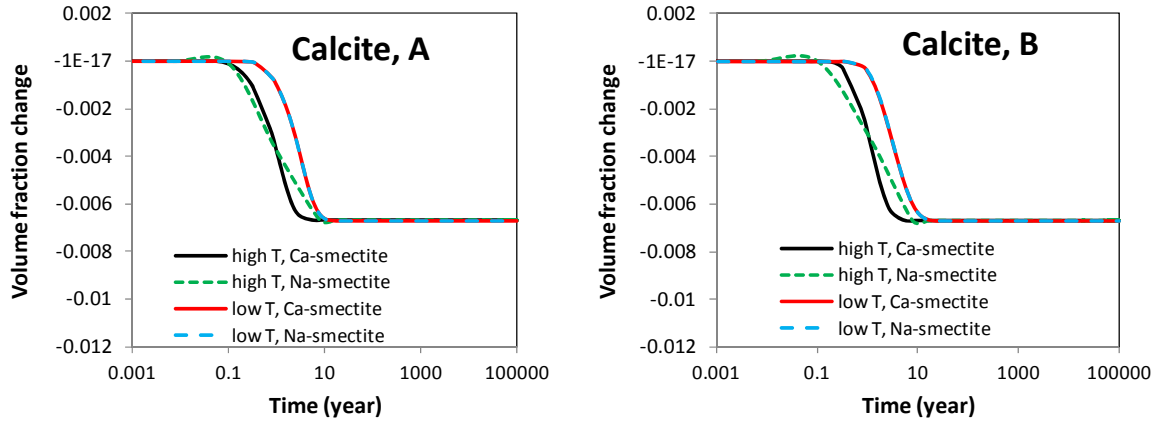 Calcite, A
Volume fraction change
0.002
-1E-17
-0.002
-0.004
-0.006
-0.008
-0.01
-0.012
high T, Ca-smectite
high T, Na-smectite
low T, Ca-smectite
low T, Na-smectite
0.001 0.1 10 1000 100000
Time (year)
Calcite, B
Volume fraction change
0.002
-1E-17
-0.002
-0.004
-0.006
-0.008
-0.01
-0.012
high T, Ca-smectite
high T, Na-smectite
low T, Ca-smectite
low T, Na-smectite
0.001 0.1 10 1000 100000
Time (year)